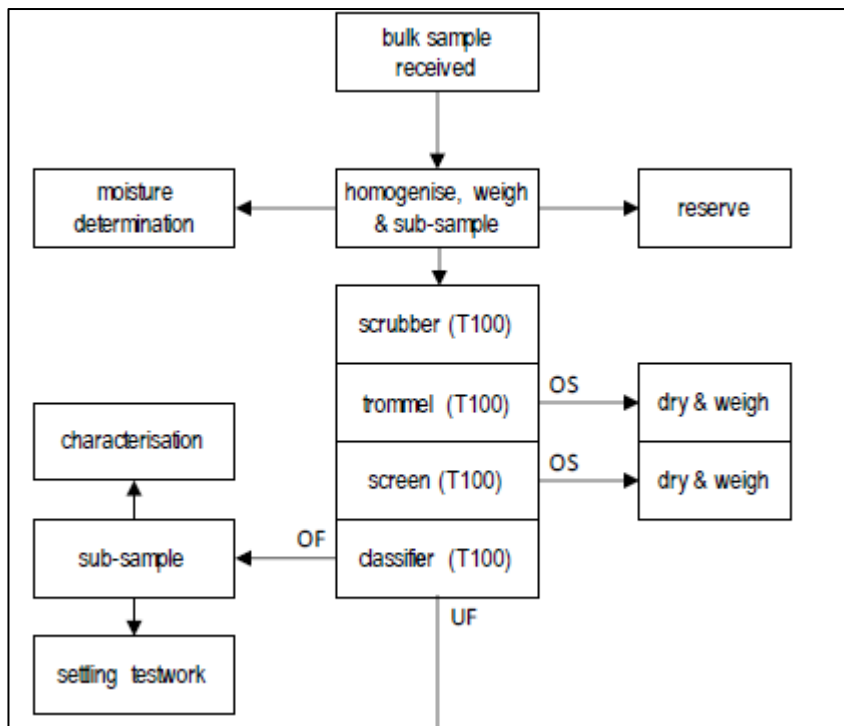 bulk sample
received
moisture
determination
homogenise, weigh
& sub-sample
reserve
scrubber (T100)
trommel (T100)
OS
dry & weigh
characterisation
screen (T100)
OS
dry & weigh
sub-sample
OF
classifier (T100)
UF
settling testwork